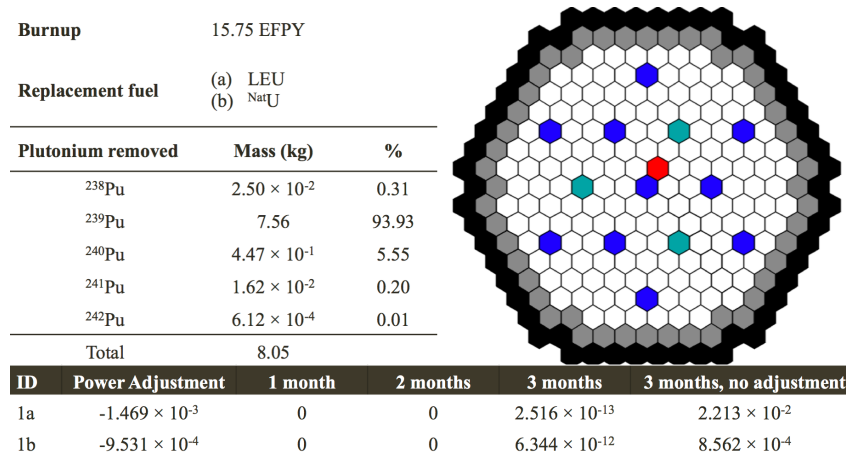 Burnup 15.75 EFPY
Replacement fuel (a) LEU
(b) NatU
Plutonium removed Mass (kg) %
238Pu 2.50 × 10-2 0.31
239Pu 7.56 93.93
240Pu 4.47 × 10-1 5.55
241Pu 1.62 × 10-2 0.20
242Pu 6.12 × 10-4 0.01
Total 8.05
ID Power Adjustment 1 month 2 months 3 months 3 months, no adjustment
1a -1.469 × 10-3 0 0 2.516 × 10-13 2.213 × 10-2
1b -9.531 × 10-4 0 0 6.344 × 10-12 8.562 × 10-4